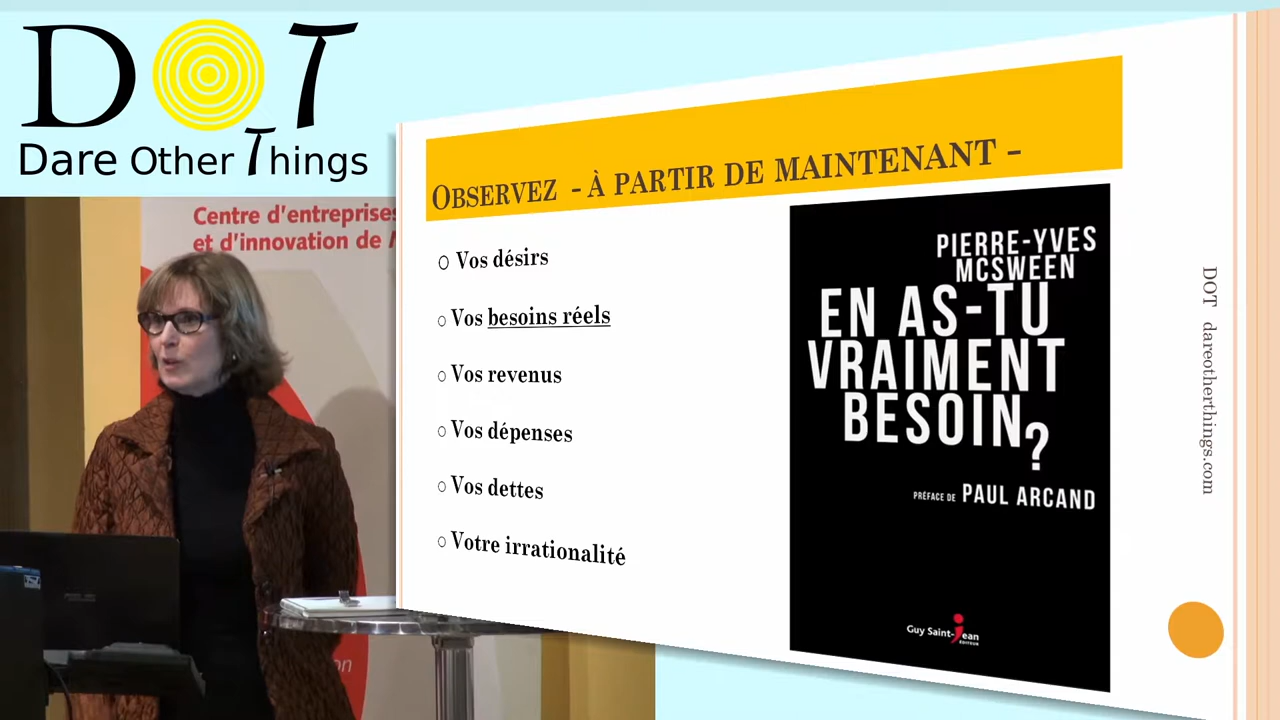 DOT
Dare Other Things
Centre d'entreprises
et d'innovation de
OBSERVEZ - À PARTIR DE MAINTENANT -
Vos désirs
Vos besoins réels
Vos revenus
Vos dépenses
Vos dettes
Votre irrationalité
PIERRE-YVES
MCSWEEN
EN AS-TU
VRAIMENT
BESOIN?
PRÉFACE DE PAUL ARCAND
Guy Saint-Jean
ÉDITEUR
DOT dareotherthings.com